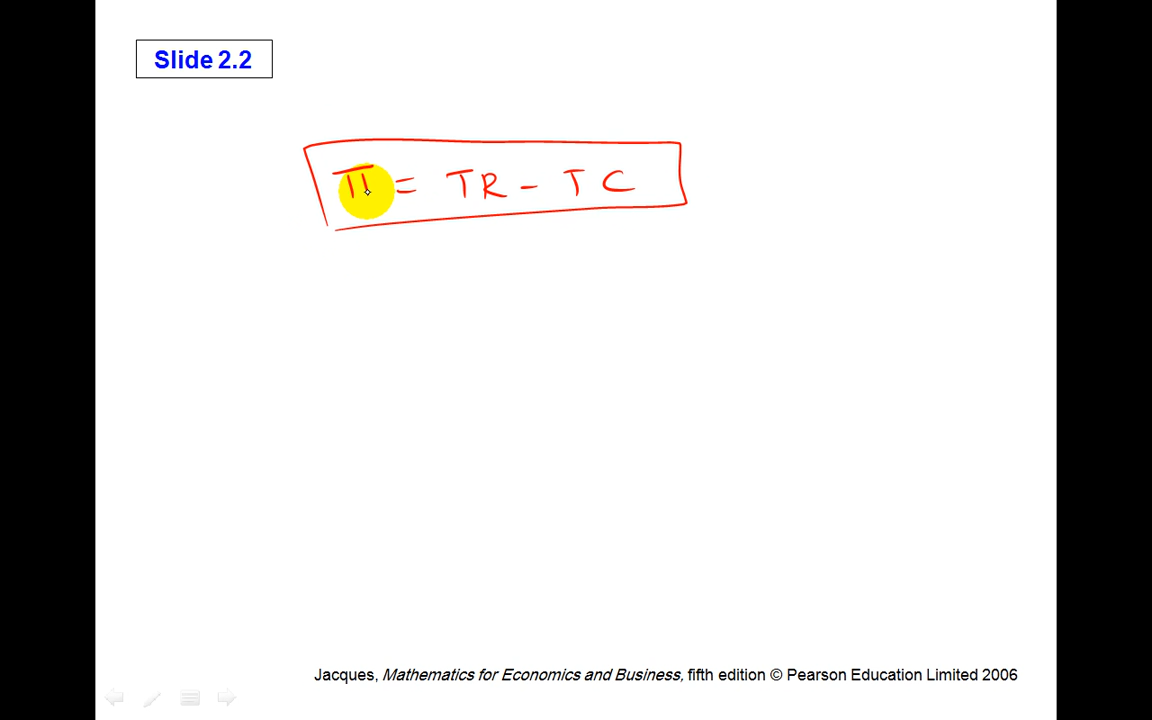 Slide 2.2
π = TR - TC
Jacques, Mathematics for Economics and Business, fifth edition © Pearson Education Limited 2006